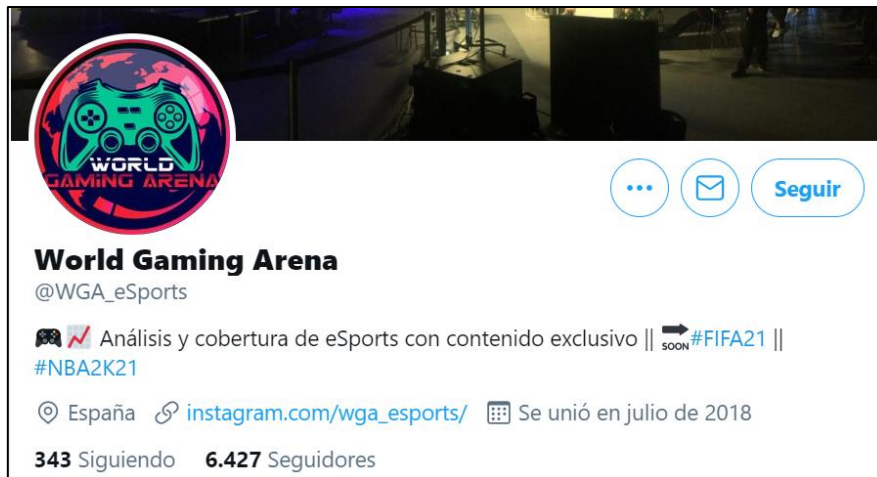 WORLD
GAMING ARENA
Seguir
World Gaming Arena
@WGA_eSports
🎮 📈 Análisis y cobertura de eSports con contenido exclusivo || 🔜#FIFA21 ||
#NBA2K21
España instagram.com/wga_esports/ Se unió en julio de 2018
343 Siguiendo 6.427 Seguidores